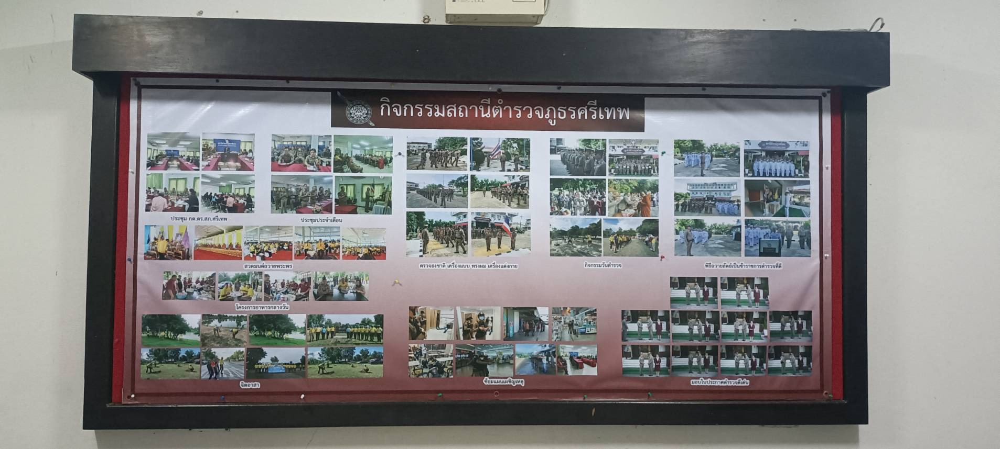 กิจกรรมสถานีตำรวจภูธรศรีเทพ
ประชุม กต.ตร.สภ.ศรีเทพ
ประชุมประจำเดือน
สวดมนต์ถวายพระพร
ตรวจธงชาติ เครื่องแบบ ทรงผม เครื่องแต่งกาย
กิจกรรมวันตำรวจ
พิธีถวายสัตย์เป็นข้าราชการตำรวจที่ดี
โครงการอาหารกลางวัน
จิตอาสา
ซ้อมแผนเผชิญเหตุ
มอบใบประกาศตำรวจดีเด่น